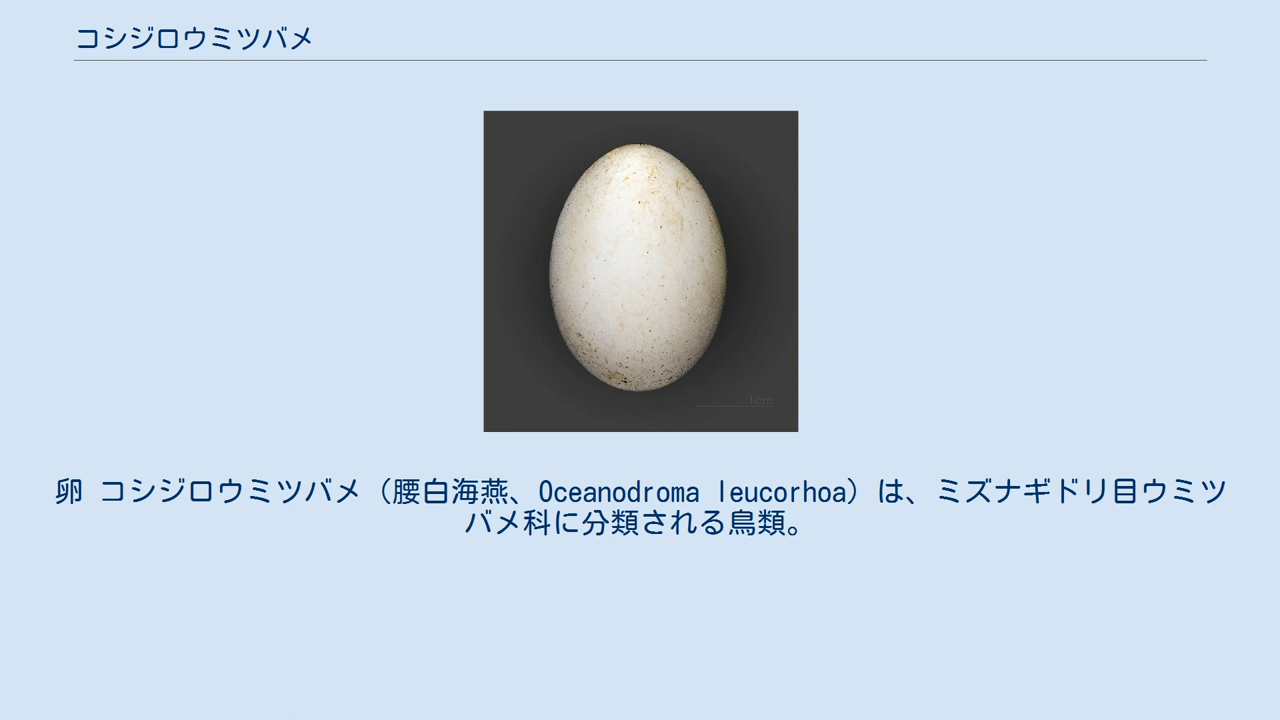 コシジロウミツバメ
1cm
卵 コシジロウミツバメ（腰白海燕、Oceanodroma leucorhoa）は、ミズナギドリ目ウミツ
バメ科に分類される鳥類。